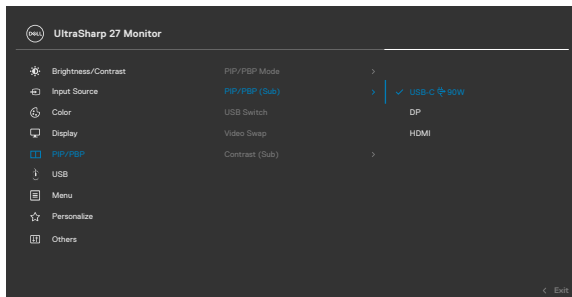 DELL UltraSharp 27 Monitor
Brightness/Contrast PIP/PBP Mode
Input Source PIP/PBP (Sub) USB-C 90W
Color USB Switch DP
Display Video Swap HDMI
PIP/PBP Contrast (Sub)
USB
Menu
Personalize
Others
Exit